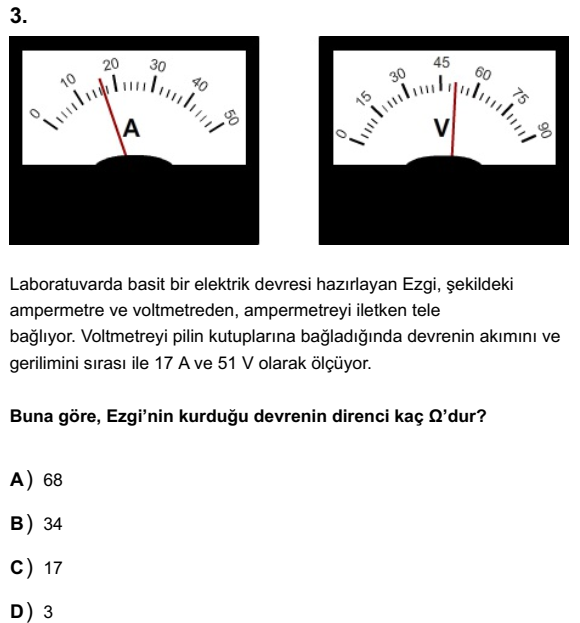 3.
0 10 20 30 40 50
A
0 15 30 45 60 75 90
V
Laboratuvarda basit bir elektrik devresi hazırlayan Ezgi, şekildeki
ampermetre ve voltmetreden, ampermetreyi iletken tele
bağlıyor. Voltmetreyi pilin kutuplarına bağladığında devrenin akımını ve
gerilimini sırası ile 17 A ve 51 V olarak ölçüyor.
Buna göre, Ezgi’nin kurduğu devrenin direnci kaç Ω’dur?
A) 68
B) 34
C) 17
D) 3